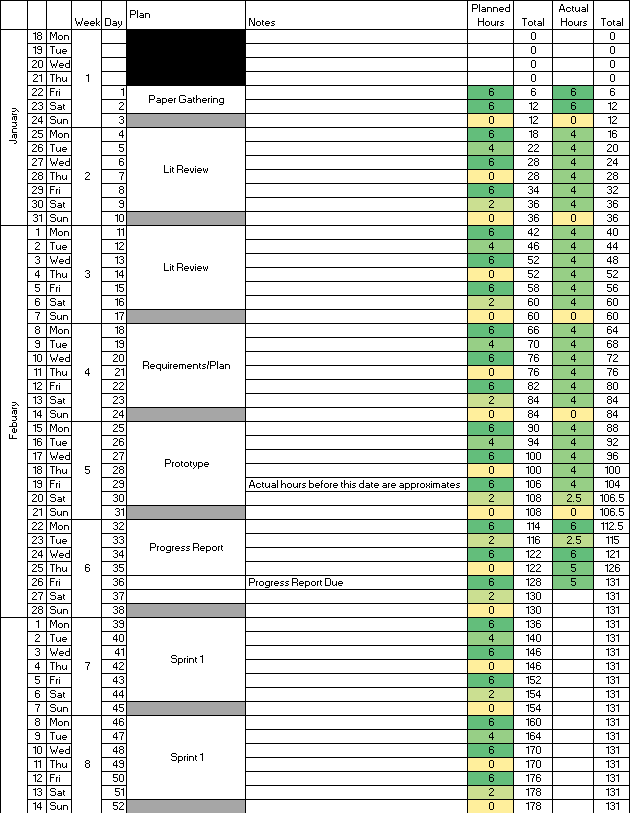 Week Day Plan Notes Planned Hours Total Actual Hours Total
January
18 Mon 0 0
19 Tue 0 0
20 Wed 0 0
21 Thu 1 0 0
22 Fri 1 Paper Gathering 6 6 6 6
23 Sat 2 6 12 6 12
24 Sun 3 0 12 0 12
25 Mon 4 6 18 4 16
26 Tue 5 4 22 4 20
27 Wed 6 6 28 4 24
28 Thu 2 7 Lit Review 0 28 4 28
29 Fri 8 6 34 4 32
30 Sat 9 2 36 4 36
31 Sun 10 0 36 0 36
Febuary
1 Mon 11 6 42 4 40
2 Tue 12 4 46 4 44
3 Wed 13 6 52 4 48
4 Thu 3 14 Lit Review 0 52 4 52
5 Fri 15 6 58 4 56
6 Sat 16 2 60 4 60
7 Sun 17 0 60 0 60
8 Mon 18 6 66 4 64
9 Tue 19 4 70 4 68
10 Wed 20 6 76 4 72
11 Thu 4 21 Requirements/Plan 0 76 4 76
12 Fri 22 6 82 4 80
13 Sat 23 2 84 4 84
14 Sun 24 0 84 0 84
15 Mon 25 6 90 4 88
16 Tue 26 4 94 4 92
17 Wed 27 6 100 4 96
18 Thu 5 28 Prototype 0 100 4 100
19 Fri 29 Actual hours before this date are approximates 6 106 4 104
20 Sat 30 2 108 2.5 106.5
21 Sun 31 0 108 0 106.5
22 Mon 32 6 114 6 112.5
23 Tue 33 Progress Report 2 116 2.5 115
24 Wed 34 6 122 6 121
25 Thu 6 35 0 122 5 126
26 Fri 36 Progress Report Due 6 128 5 131
27 Sat 37 2 130 131
28 Sun 38 0 130 131
1 Mon 39 6 136 131
2 Tue 40 4 140 131
3 Wed 41 6 146 131
4 Thu 7 42 Sprint 1 0 146 131
5 Fri 43 6 152 131
6 Sat 44 2 154 131
7 Sun 45 0 154 131
8 Mon 46 6 160 131
9 Tue 47 4 164 131
10 Wed 48 6 170 131
11 Thu 8 49 Sprint 1 0 170 131
12 Fri 50 6 176 131
13 Sat 51 2 178 131
14 Sun 52 0 178 131